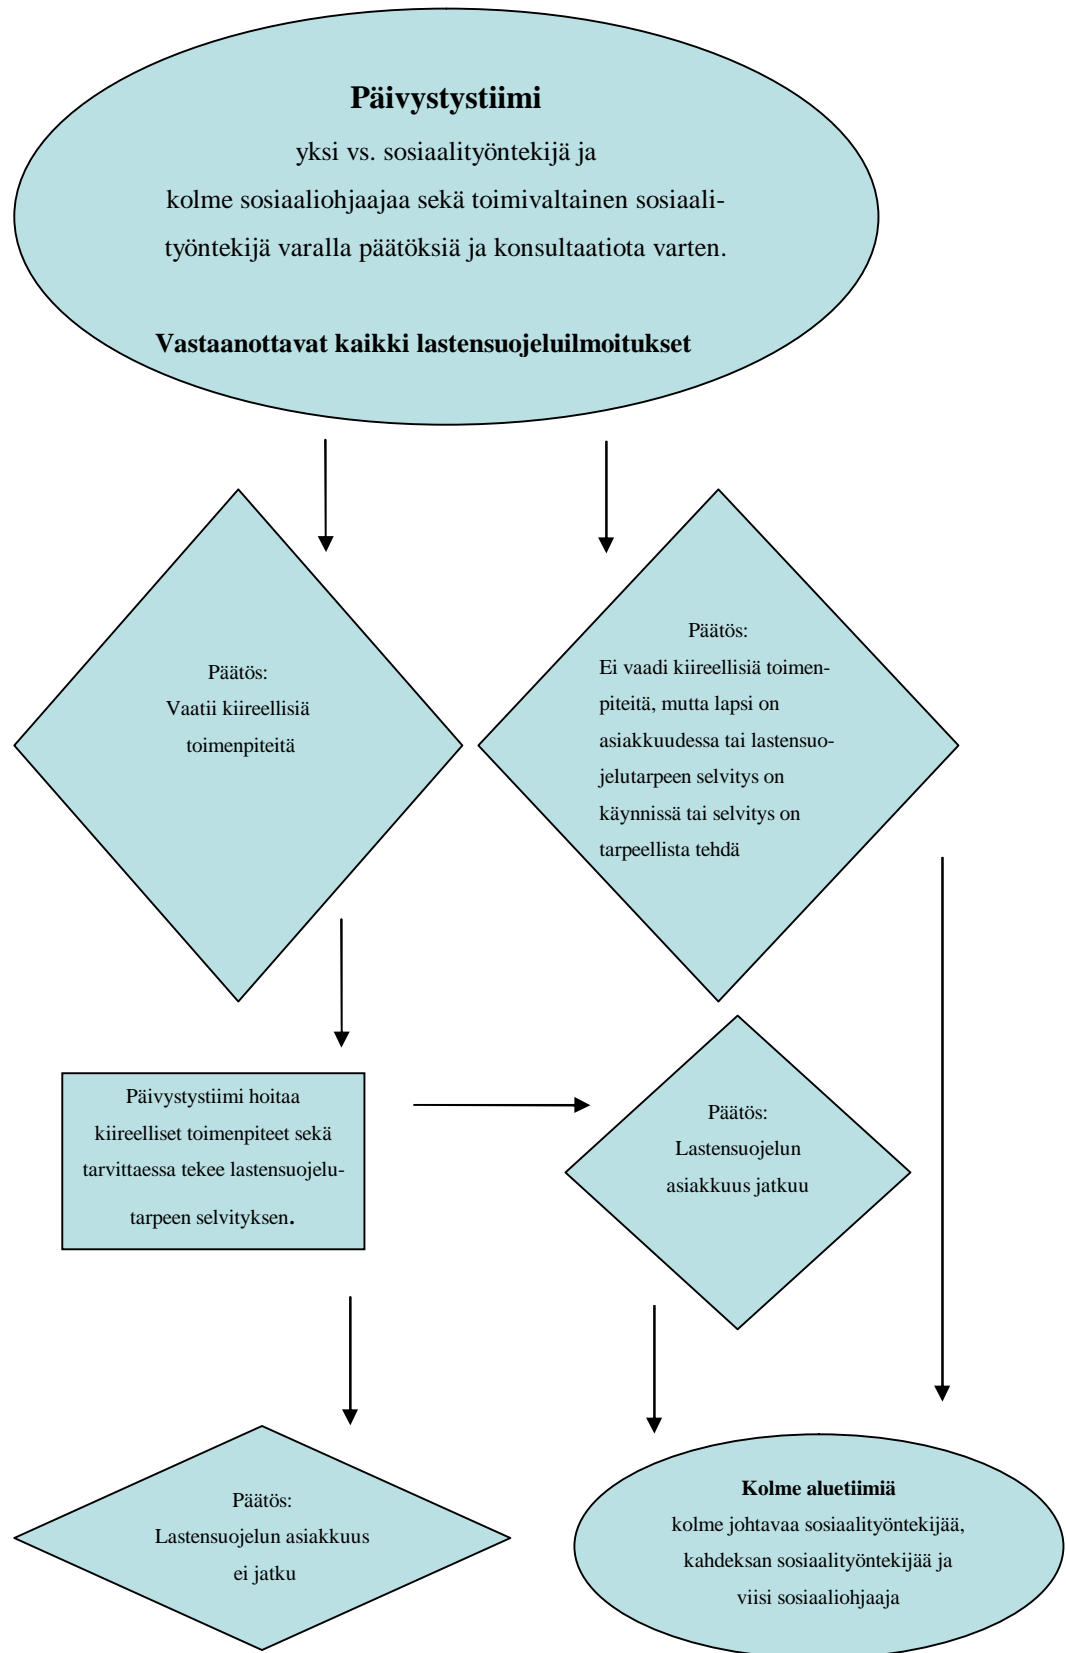 Päivystystiimi
yksi vs. sosiaalityöntekijä ja
kolme sosiaaliohjaajaa sekä toimivaltainen sosiaali-
työntekijä varalla päätöksiä ja konsultaatiota varten.
Vastaanottavat kaikki lastensuojeluilmoitukset
Päätös:
Vaatii kiireellisiä
toimenpiteitä
Päätös:
Ei vaadi kiireellisiä toimen-
piteitä, mutta lapsi on
asiakkuudessa tai lastensuo-
jelutarpeen selvitys on
käynnissä tai selvitys on
tarpeellista tehdä
Päivystystiimi hoitaa
kiireelliset toimenpiteet sekä
tarvittaessa tekee lastensuojelu-
tarpeen selvityksen.
Päätös:
Lastensuojelun
asiakkuus jatkuu
Päätös:
Lastensuojelun asiakkuus
ei jatku
Kolme aluetiimiä
kolme johtavaa sosiaalityöntekijää,
kahdeksan sosiaalityöntekijää ja
viisi sosiaaliohjaaja